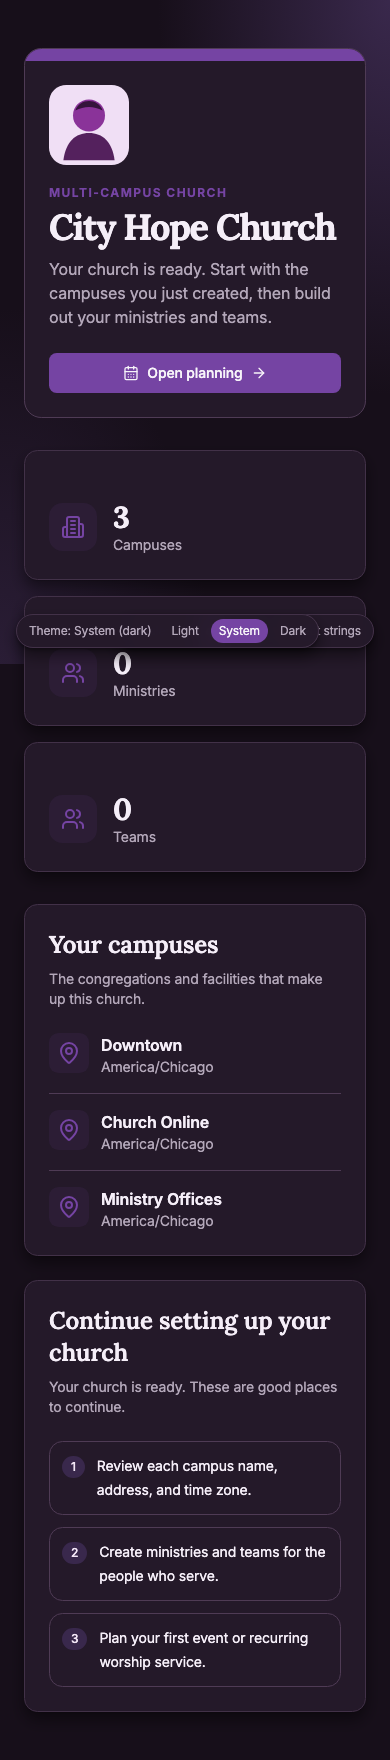 MULTI-CAMPUS CHURCH
City Hope Church
Your church is ready. Start with the
campuses you just created, then build
out your ministries and teams.
Open planning
3
Campuses
Theme: System (dark) Light System Dark strings
0
Ministries
0
Teams
Your campuses
The congregations and facilities that make
up this church.
Downtown
America/Chicago
Church Online
America/Chicago
Ministry Offices
America/Chicago
Continue setting up your
church
Your church is ready. These are good places
to continue.
1 Review each campus name,
address, and time zone.
2 Create ministries and teams for the
people who serve.
3 Plan your first event or recurring
worship service.